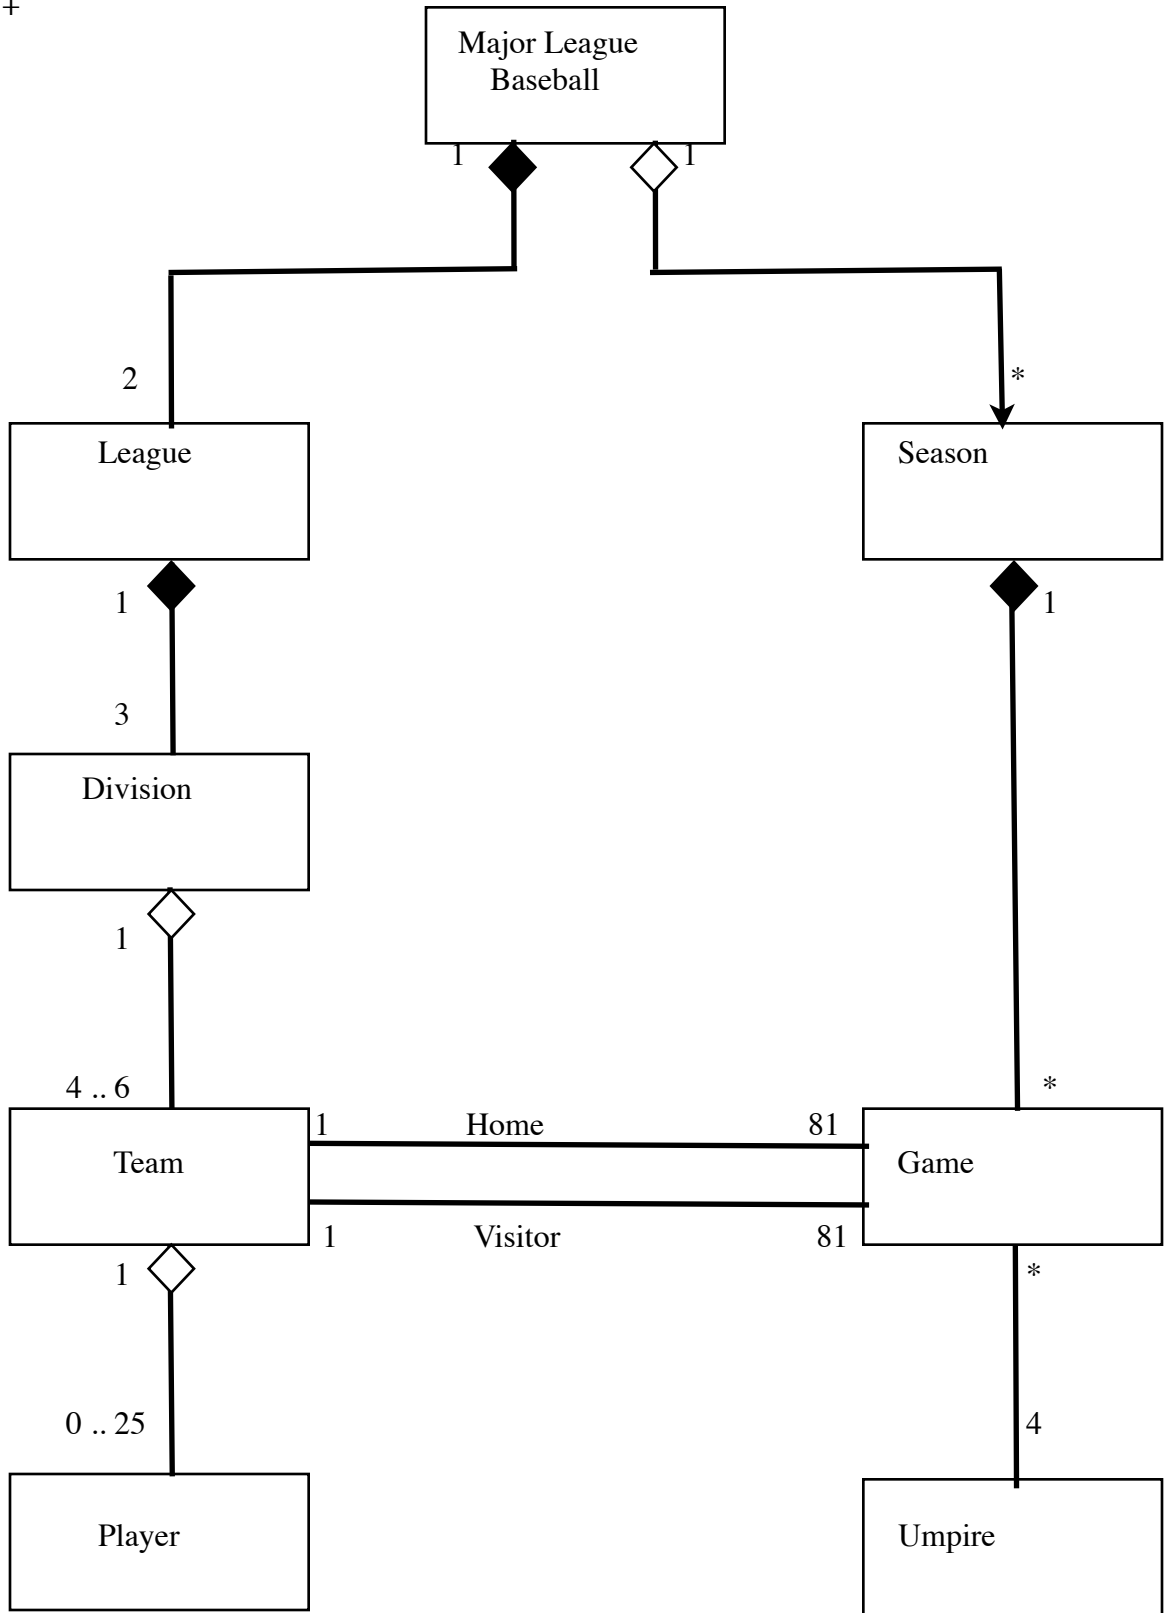 +
Major League
Baseball
1
1
2
*
League
Season
1
1
3
Division
1
4 .. 6
*
1
Home
81
Team
Game
1
Visitor
81
1
*
0 .. 25
4
Player
Umpire